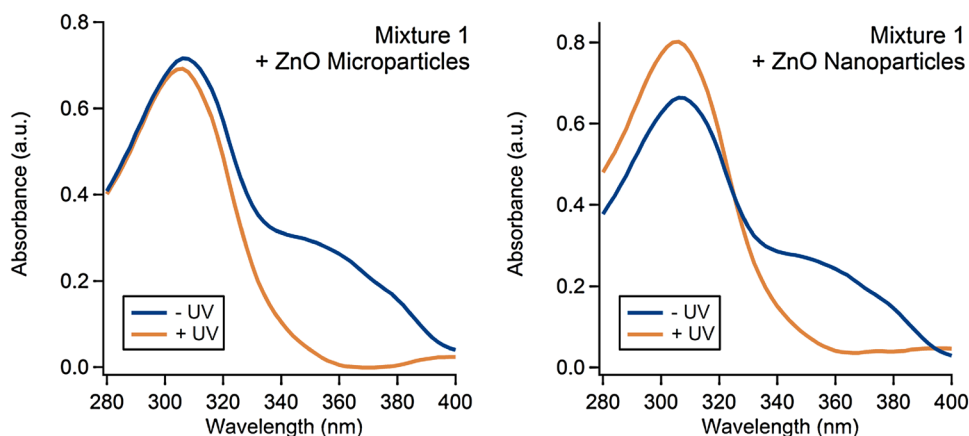 Mixture 1
+ ZnO Microparticles
Absorbance (a.u.)
0.8
0.6
0.4
0.2
0.0
- UV
+ UV
280 300 320 340 360 380 400
Wavelength (nm)
Mixture 1
+ ZnO Nanoparticles
Absorbance (a.u.)
0.8
0.6
0.4
0.2
0.0
- UV
+ UV
280 300 320 340 360 380 400
Wavelength (nm)